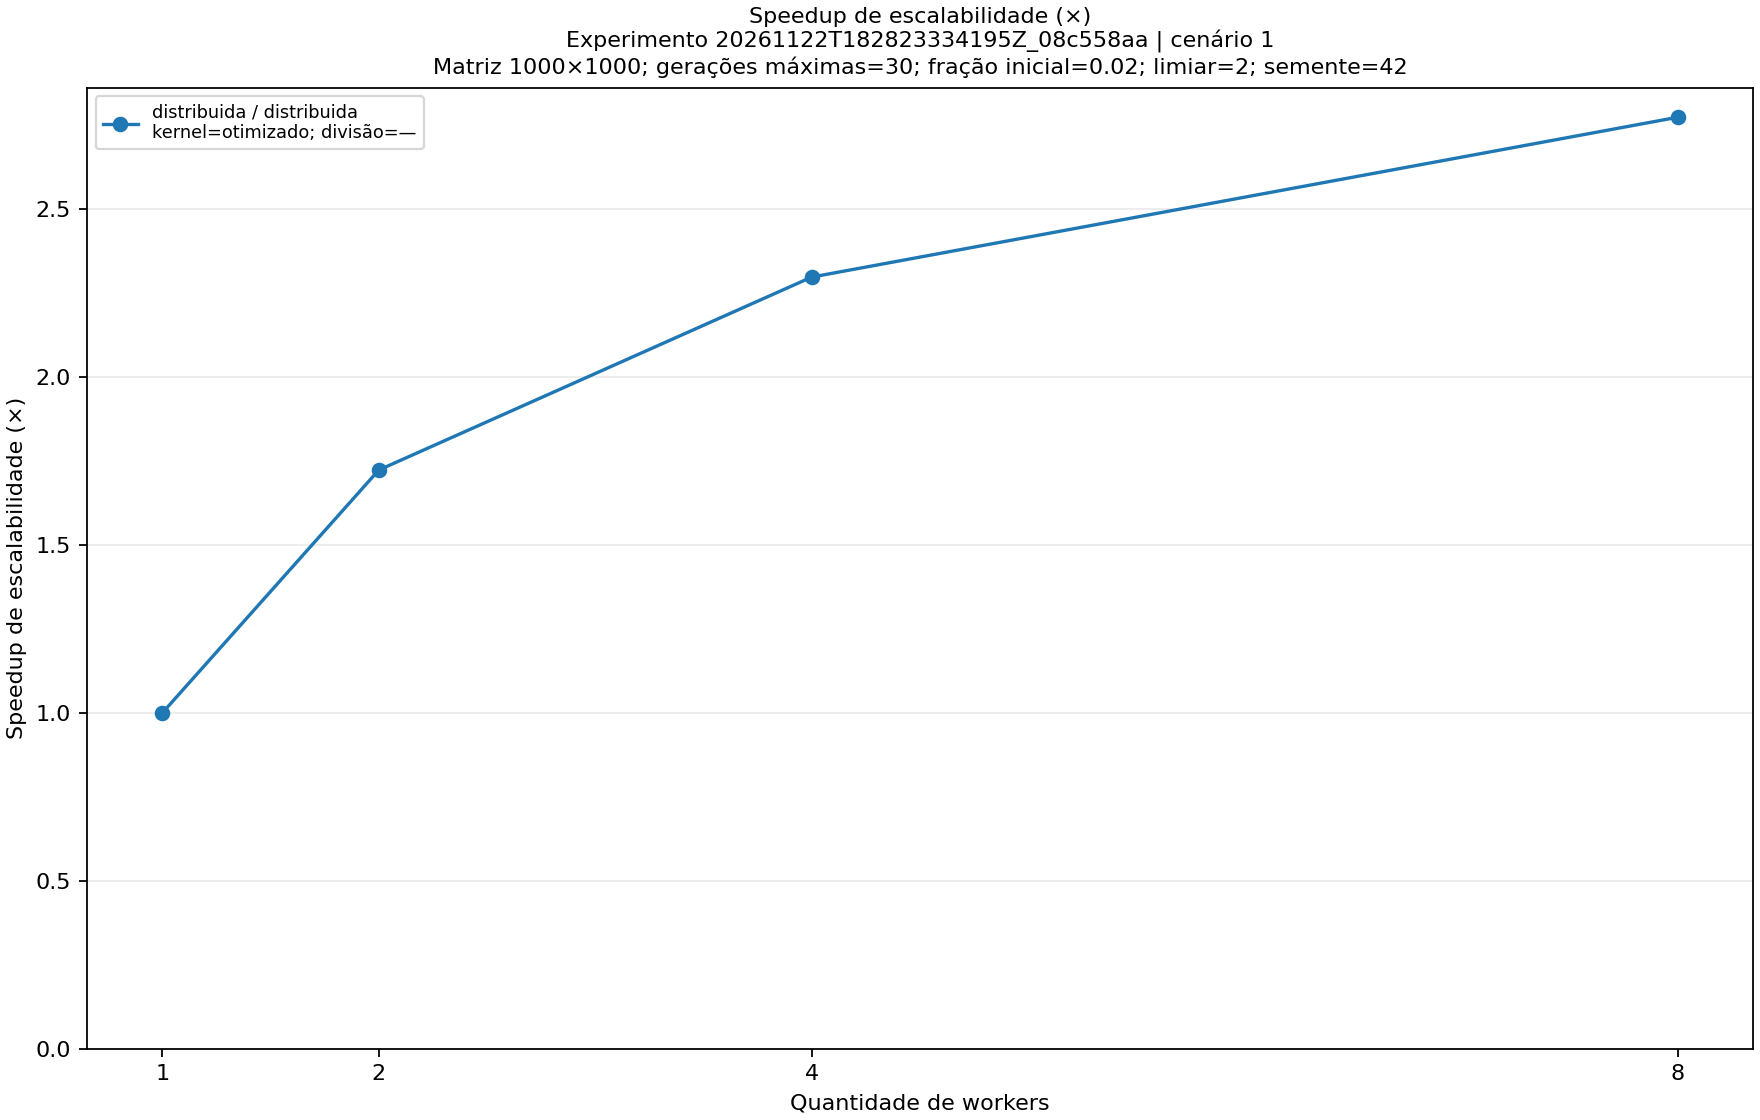 Speedup de escalabilidade (×)
Experimento 20261122T182823334195Z_08c558aa | cenário 1
Matriz 1000×1000; gerações máximas=30; fração inicial=0.02; limiar=2; semente=42
distribuida / distribuida
kernel=otimizado; divisão=—
Speedup de escalabilidade (×)
2.5
2.0
1.5
1.0
0.5
0.0
1
2
4
8
Quantidade de workers